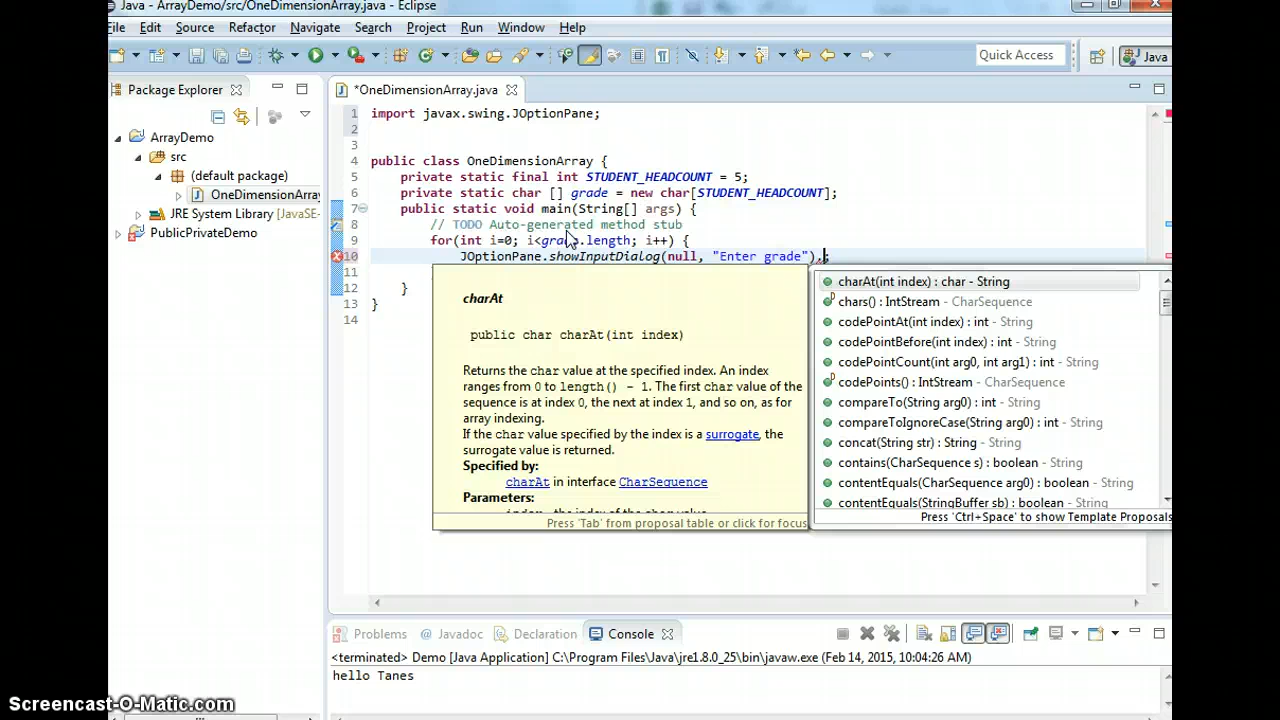 Java - ArrayDemo/src/OneDimensionArray.java - Eclipse
File Edit Source Refactor Navigate Search Project Run Window Help
Quick Access
Java
Package Explorer
*OneDimensionArray.java
ArrayDemo
src
(default package)
OneDimensionArray
JRE System Library [JavaSE-
PublicPrivateDemo
1 import javax.swing.JOptionPane;
2
3
4 public class OneDimensionArray {
5 private static final int STUDENT_HEADCOUNT = 5;
6 private static char [] grade = new char[STUDENT_HEADCOUNT];
7 public static void main(String[] args) {
8 // TODO Auto-generated method stub
9 for(int i=0; i<grade.length; i++) {
10 JOptionPane.showInputDialog(null, "Enter grade").;
11
12 }
13 }
14
charAt
public char charAt(int index)
Returns the char value at the specified index. An index
ranges from 0 to length() - 1. The first char value of the
sequence is at index 0, the next at index 1, and so on, as for
array indexing.
If the char value specified by the index is a surrogate, the
surrogate value is returned.
Specified by:
charAt in interface CharSequence
Parameters:
Press 'Tab' from proposal table or click for focus
charAt(int index) : char - String
chars() : IntStream - CharSequence
codePointAt(int index) : int - String
codePointBefore(int index) : int - String
codePointCount(int arg0, int arg1) : int - String
codePoints() : IntStream - CharSequence
compareTo(String arg0) : int - String
compareToIgnoreCase(String arg0) : int - String
concat(String str) : String - String
contains(CharSequence s) : boolean - String
contentEquals(CharSequence arg0) : boolean - String
contentEquals(StringBuffer sb) : boolean - String
Press 'Ctrl+Space' to show Template Proposals
Problems @ Javadoc Declaration Console
<terminated> Demo [Java Application] C:\Program Files\Java\jre1.8.0_25\bin\javaw.exe (Feb 14, 2015, 10:04:26 AM)
hello Tanes
Screencast-O-Matic.com